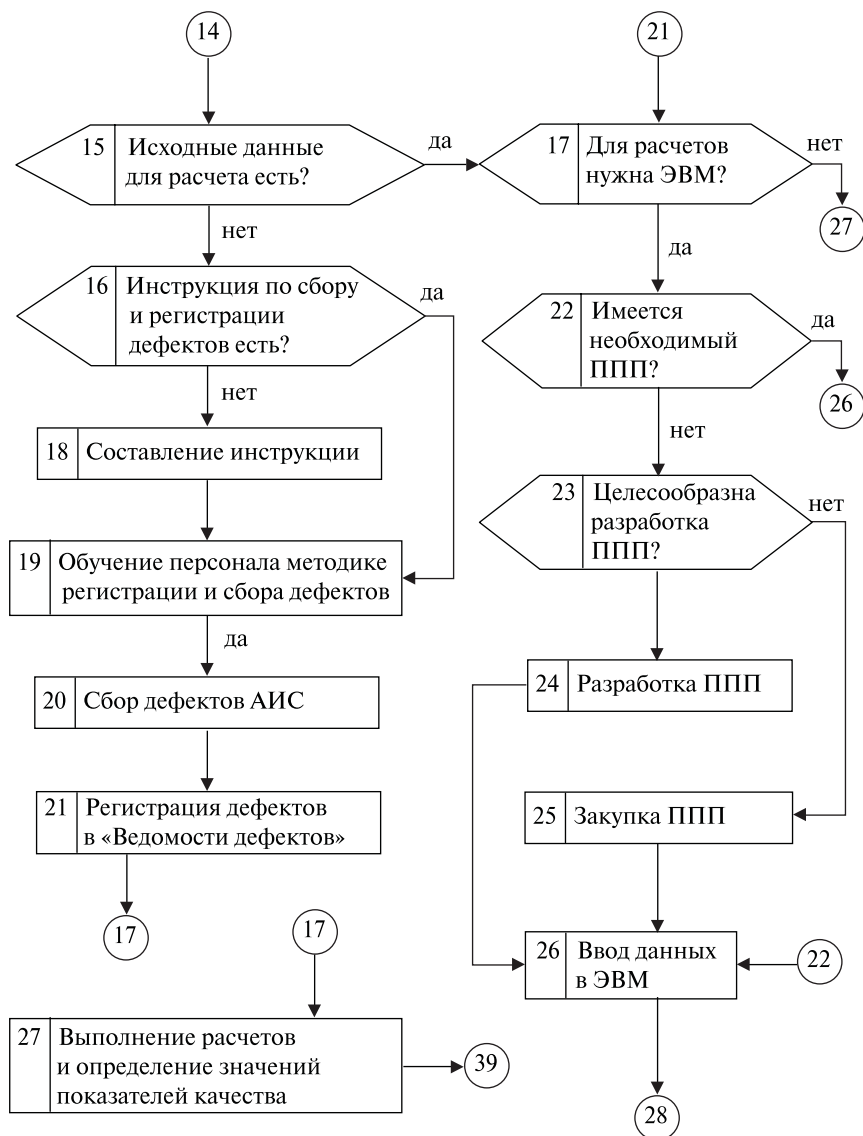 14
21
15
Исходные данные
для расчета есть?
да
17
Для расчетов
нужна ЭВМ?
нет
27
нет
да
16
Инструкция по сбору
и регистрации
дефектов есть?
да
22
Имеется
необходимый
ППП?
да
26
нет
нет
18
Составление инструкции
23
Целесообразна
разработка
ППП?
нет
19
Обучение персонала методике
регистрации и сбора дефектов
да
20
Сбор дефектов АИС
24
Разработка ППП
21
Регистрация дефектов
в «Ведомости дефектов»
25
Закупка ППП
17
17
26
Ввод данных
в ЭВМ
22
27
Выполнение расчетов
и определение значений
показателей качества
39
28